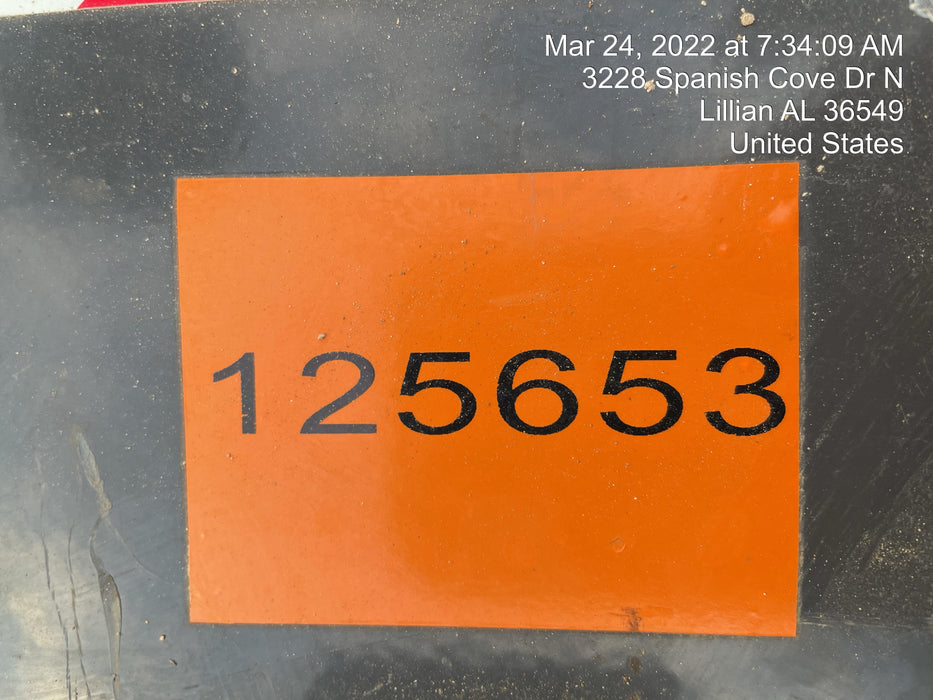 Mar 24, 2022 at 7:34:09 AM
3228 Spanish Cove Dr N
Lillian AL 36549
United States
125653